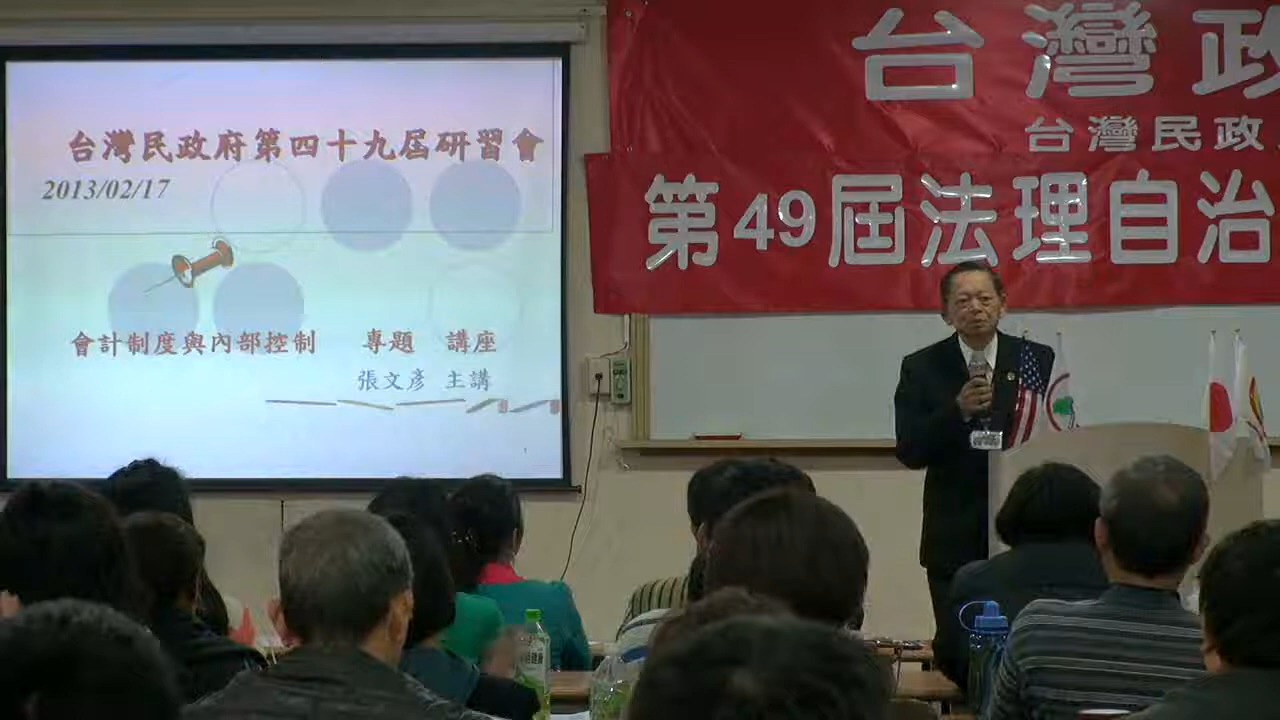 台灣民政府第四十九屆研習會
2013/02/17
會計制度與內部控制 專題 講座
張文彥 主講
台灣政
台灣民政
第49屆法理自治